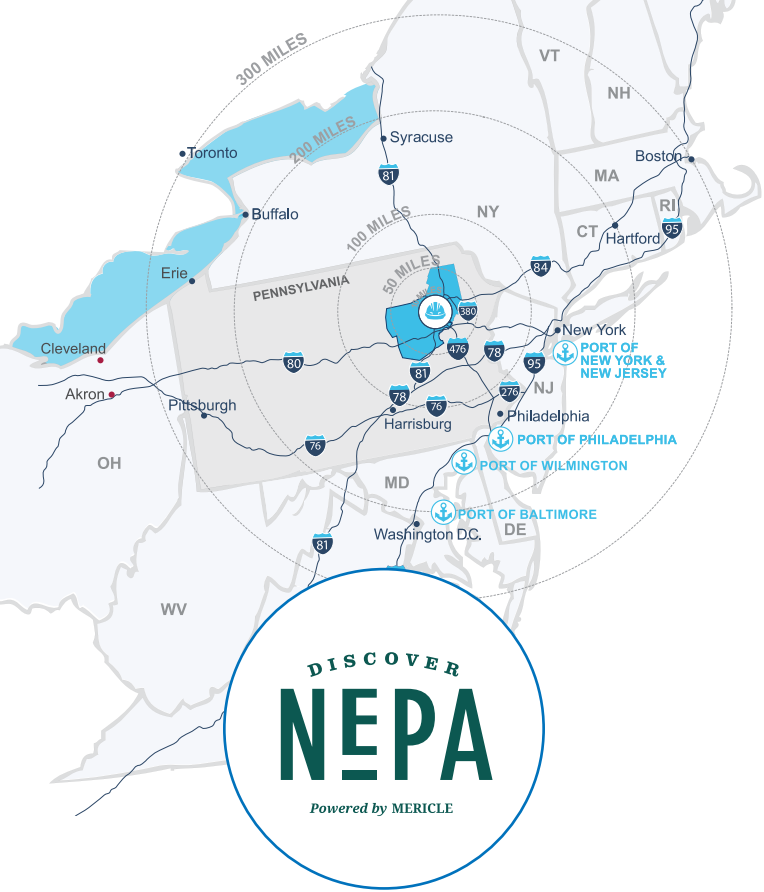 300 MILES
VT
NH
200 MILES
Syracuse
Toronto
Boston
81
MA
RI
100 MILES
NY
Buffalo
CT
95
Hartford
50 MILES
84
Erie
PENNSYLVANIA
380
New York
PORT OF
NEW YORK &
NEW JERSEY
Cleveland
476
78
80
95
81
Akron
NJ
78
276
76
Pittsburgh
Harrisburg
Philadelphia
76
PORT OF PHILADELPHIA
OH
PORT OF WILMINGTON
MD
PORT OF BALTIMORE
Washington D.C.
DE
81
WV
DISCOVER
NEPA
Powered by MERICLE